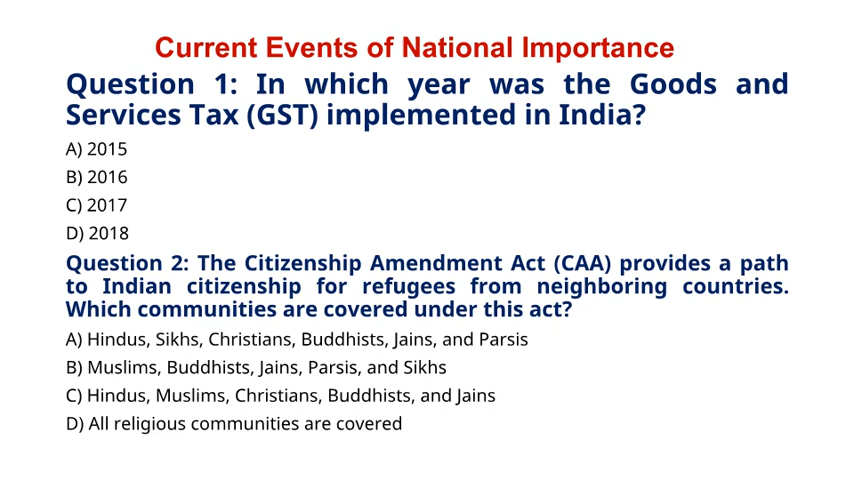 Current Events of National Importance
Question 1: In which year was the Goods and
Services Tax (GST) implemented in India?
A) 2015
B) 2016
C) 2017
D) 2018
Question 2: The Citizenship Amendment Act (CAA) provides a path
to Indian citizenship for refugees from neighboring countries.
Which communities are covered under this act?
A) Hindus, Sikhs, Christians, Buddhists, Jains, and Parsis
B) Muslims, Buddhists, Jains, Parsis, and Sikhs
C) Hindus, Muslims, Christians, Buddhists, and Jains
D) All religious communities are covered